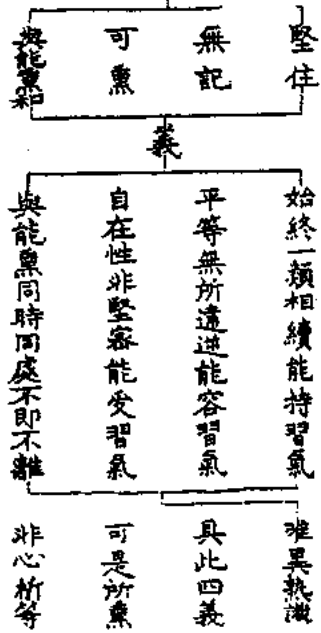 堅住
無記
可熏
與能熏和
義
始終一類相續能持習氣
平等無所違逆能容習氣
自在性非堅密能受習氣
與能熏同時同處不即不離
唯異熟識
具此四義
可是所熏
非心所等